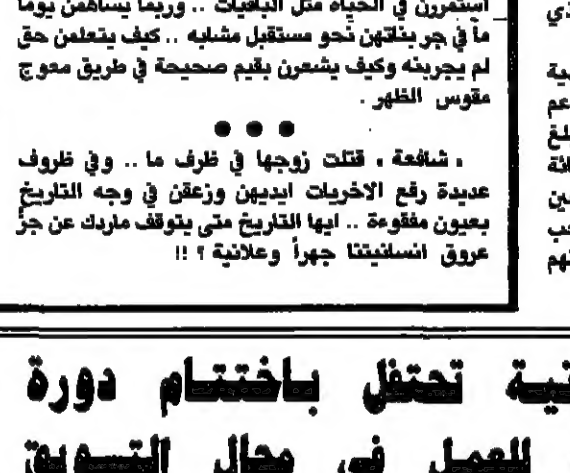 استمررن في الحياة مثل الباقيات .. وربما يساهمن يوماً
ما في جر بناتهن نحو مستقبل مشابه .. كيف يتعلمن حق
لم يجربنه وكيف يشعرن بقيم صحيحة في طريق معوج
مقوس الظهر .
● ● ●
« شافعة » قتلت زوجها في ظرف ما .. وفي ظروف
عديدة رفع الاخريات ايديهن وزعقن في وجه التاريخ
بعيون مفقوءة .. ايها التاريخ متى يتوقف ماردك عن جزّ
عروق انسانيتنا جهراً وعلانية ؟ !!
تحتفل باختتام دورة
للعمل في مجال التسويق